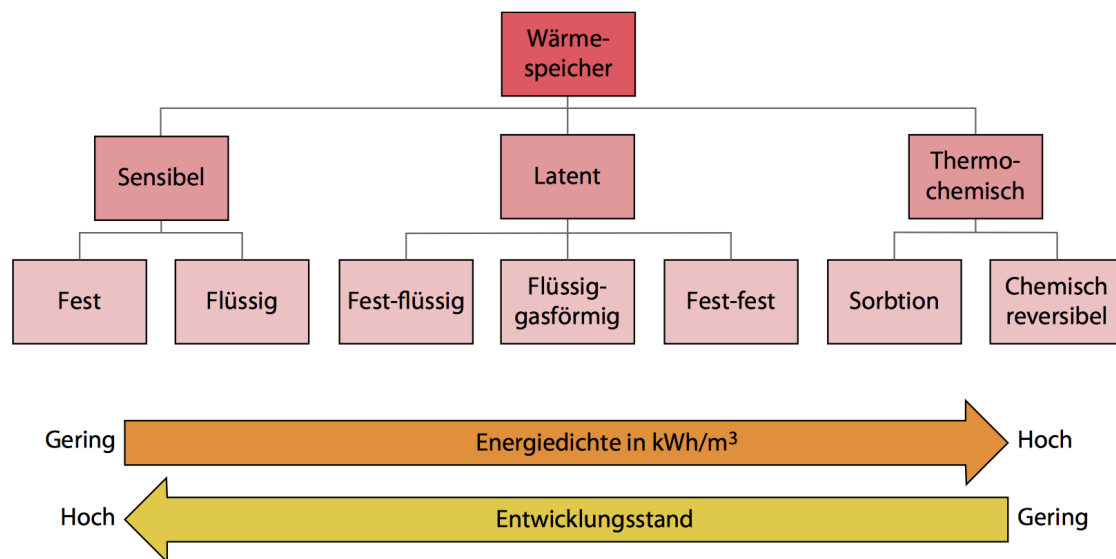 Wärme-
speicher
Sensibel
Latent
Thermo-
chemisch
Fest
Flüssig
Fest-flüssig
Flüssig-
gasförmig
Fest-fest
Sorbtion
Chemisch
reversibel
Gering
Energiedichte in kWh/m³
Hoch
Hoch
Entwicklungsstand
Gering